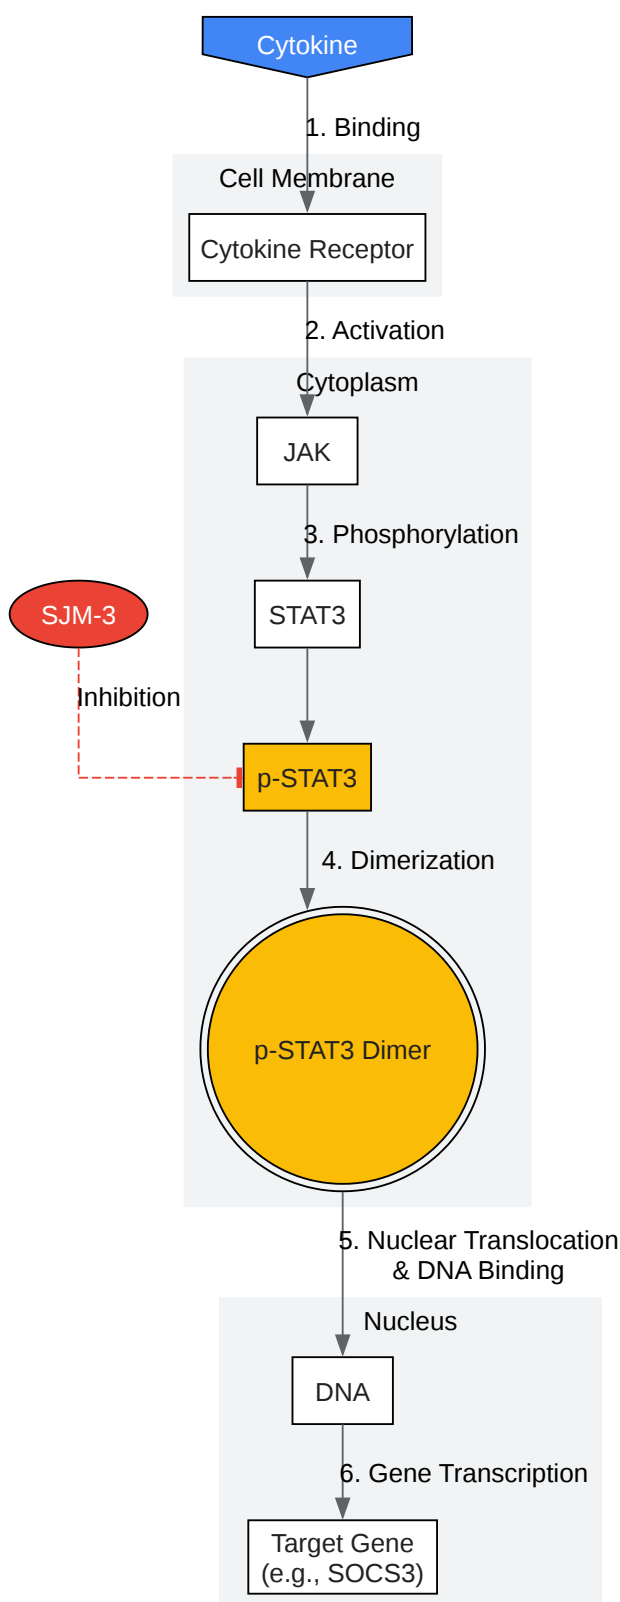 Cytokine
1. Binding
Cell Membrane
Cytokine Receptor
2. Activation
Cytoplasm
JAK
3. Phosphorylation
SJM-3
STAT3
Inhibition
p-STAT3
4. Dimerization
p-STAT3 Dimer
5. Nuclear Translocation
& DNA Binding
Nucleus
DNA
6. Gene Transcription
Target Gene
(e.g., SOCS3)